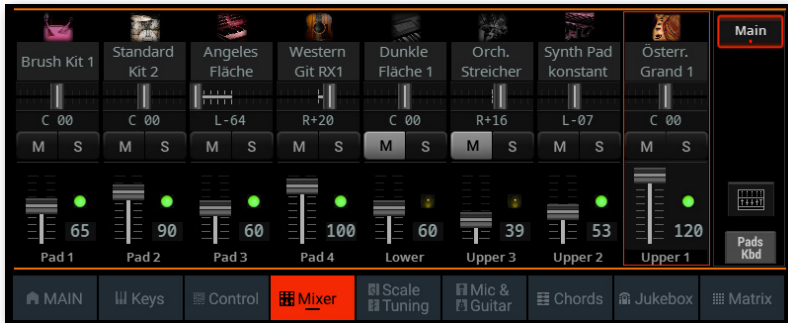 Main
Brush Kit 1
Standard
Kit 2
Angeles
Fläche
Western
Git RX1
Dunkle
Fläche 1
Orch.
Streicher
Synth Pad
konstant
Österr.
Grand 1
C 00 C 00 L-64 R+20 C 00 R+16 L-07 C 00
M S M S M S M S M S M S M S M S
65 90 60 100 60 39 53 120
Pad 1 Pad 2 Pad 3 Pad 4 Lower Upper 3 Upper 2 Upper 1
Pads
Kbd
MAIN
Keys
Control
Mixer
Scale
Tuning
Mic &
Guitar
Chords
Jukebox
Matrix